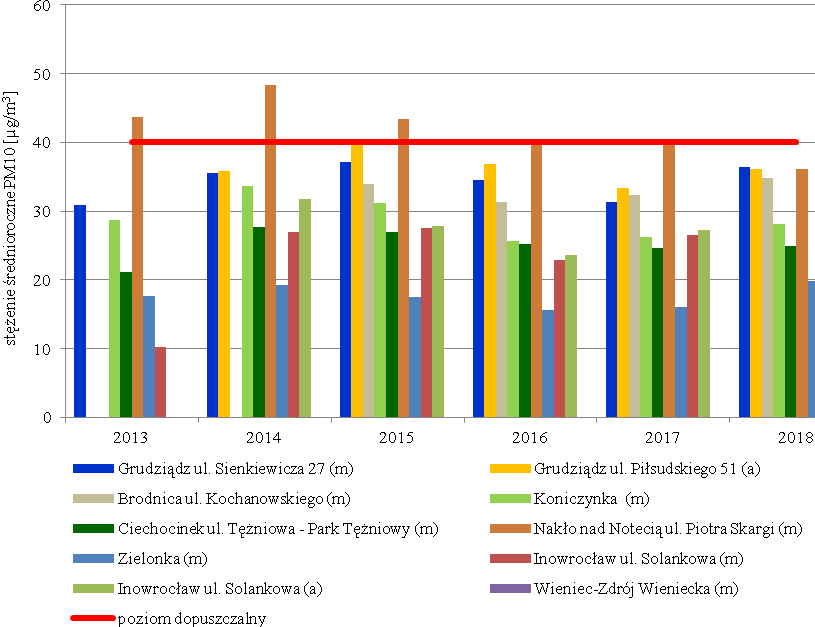 stężenie średnioroczne PM10 [µg/m³]
60
50
40
30
20
10
0
2013 2014 2015 2016 2017 2018
Grudziądz ul. Sienkiewicza 27 (m) Grudziądz ul. Piłsudskiego 51 (a)
Brodnica ul. Kochanowskiego (m) Koniczynka (m)
Ciechocinek ul. Tężniowa - Park Tężniowy (m) Nakło nad Notecią ul. Piotra Skargi (m)
Zielonka (m) Inowrocław ul. Solankowa (m)
Inowrocław ul. Solankowa (a) Wieniec-Zdrój Wieniecka (m)
poziom dopuszczalny